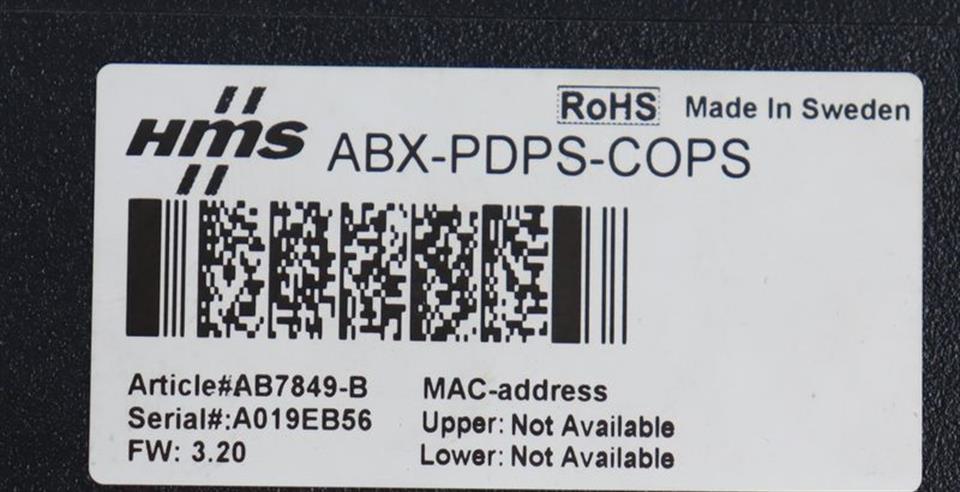 RoHS Made In Sweden
HMS ABX-PDPS-COPS
Article#AB7849-B
Serial#:A019EB56
FW: 3.20
MAC-address
Upper: Not Available
Lower: Not Available